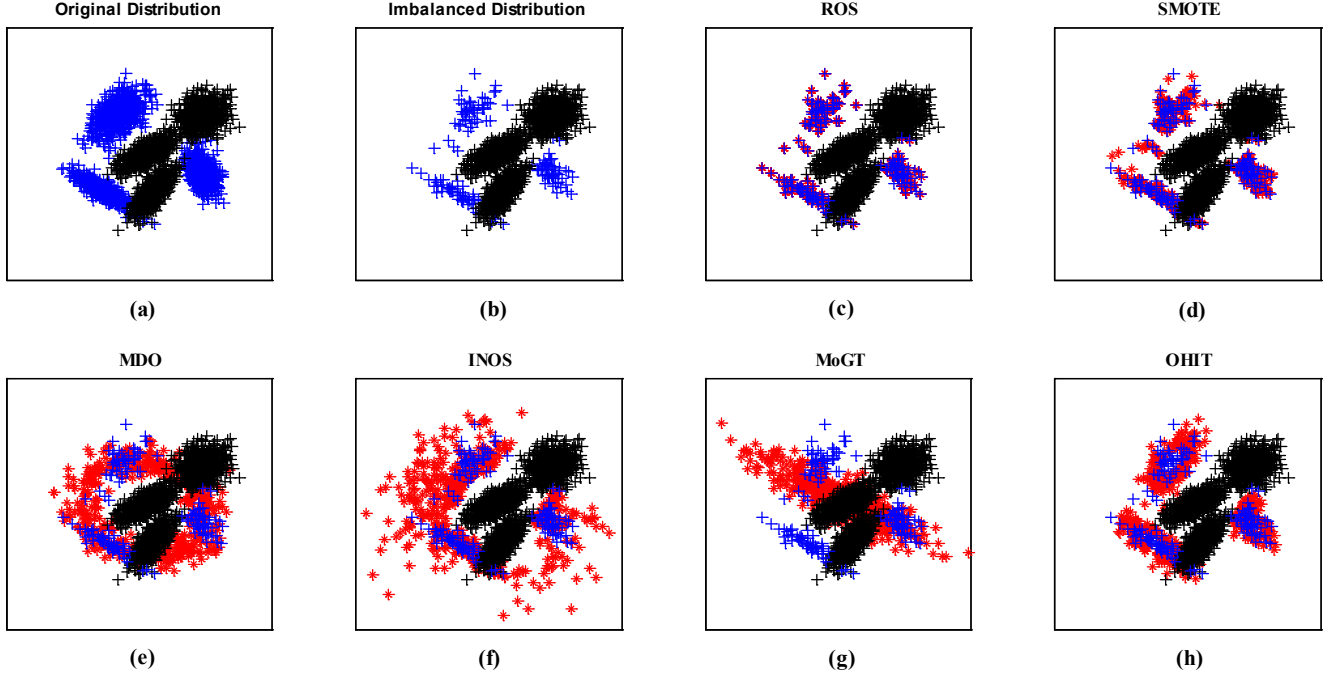 Original Distribution
Imbalanced Distribution
ROS
SMOTE
(a)
(b)
(c)
(d)
MDO
INOS
MoGT
OHIT
(e)
(f)
(g)
(h)